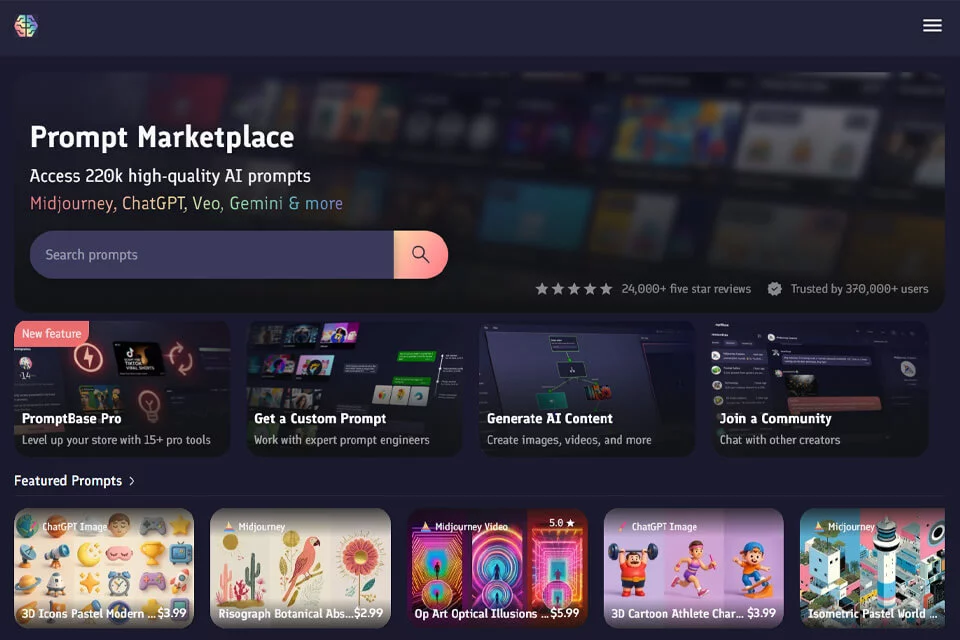 Prompt Marketplace
Access 220k high-quality AI prompts
Midjourney, ChatGPT, Veo, Gemini & more
Search prompts
24,000+ five star reviews
Trusted by 370,000+ users
New feature
PromptBase Pro
Level up your store with 15+ pro tools
Get a Custom Prompt
Work with expert prompt engineers
Generate AI Content
Create images, videos, and more
Join a Community
Chat with other creators
Featured Prompts
ChatGPT Image
3D Icons Pastel Modern ...
$3.99
Midjourney
Risograph Botanical Abs...
$2.99
Midjourney Video
5.0
Op Art Optical Illusions ...
$5.99
ChatGPT Image
3D Cartoon Athlete Char...
$3.99
Midjourney
Isometric Pastel World ...